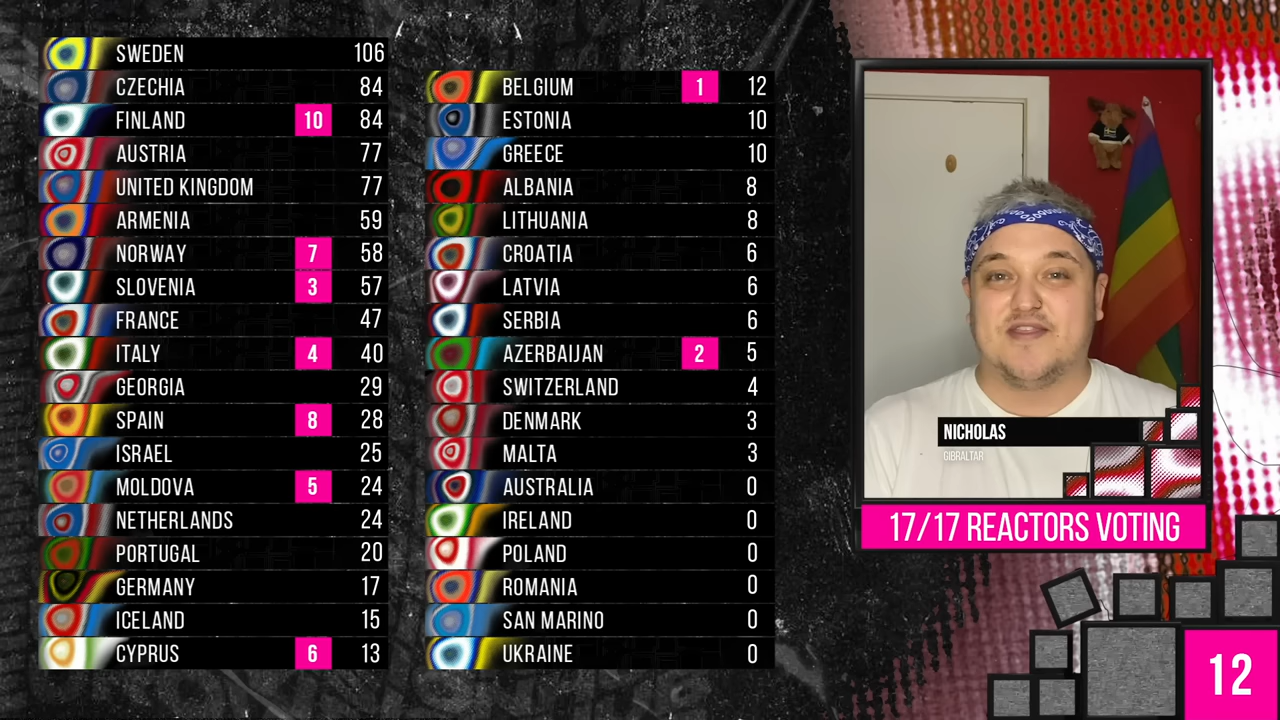 SWEDEN 106
CZECHIA 84
FINLAND 10 84
AUSTRIA 77
UNITED KINGDOM 77
ARMENIA 59
NORWAY 7 58
SLOVENIA 3 57
FRANCE 47
ITALY 4 40
GEORGIA 29
SPAIN 8 28
ISRAEL 25
MOLDOVA 5 24
NETHERLANDS 24
PORTUGAL 20
GERMANY 17
ICELAND 15
CYPRUS 6 13
BELGIUM 1 12
ESTONIA 10
GREECE 10
ALBANIA 8
LITHUANIA 8
CROATIA 6
LATVIA 6
SERBIA 6
AZERBAIJAN 2 5
SWITZERLAND 4
DENMARK 3
MALTA 3
AUSTRALIA 0
IRELAND 0
POLAND 0
ROMANIA 0
SAN MARINO 0
UKRAINE 0
NICHOLAS
GIBRALTAR
17/17 REACTORS VOTING
12